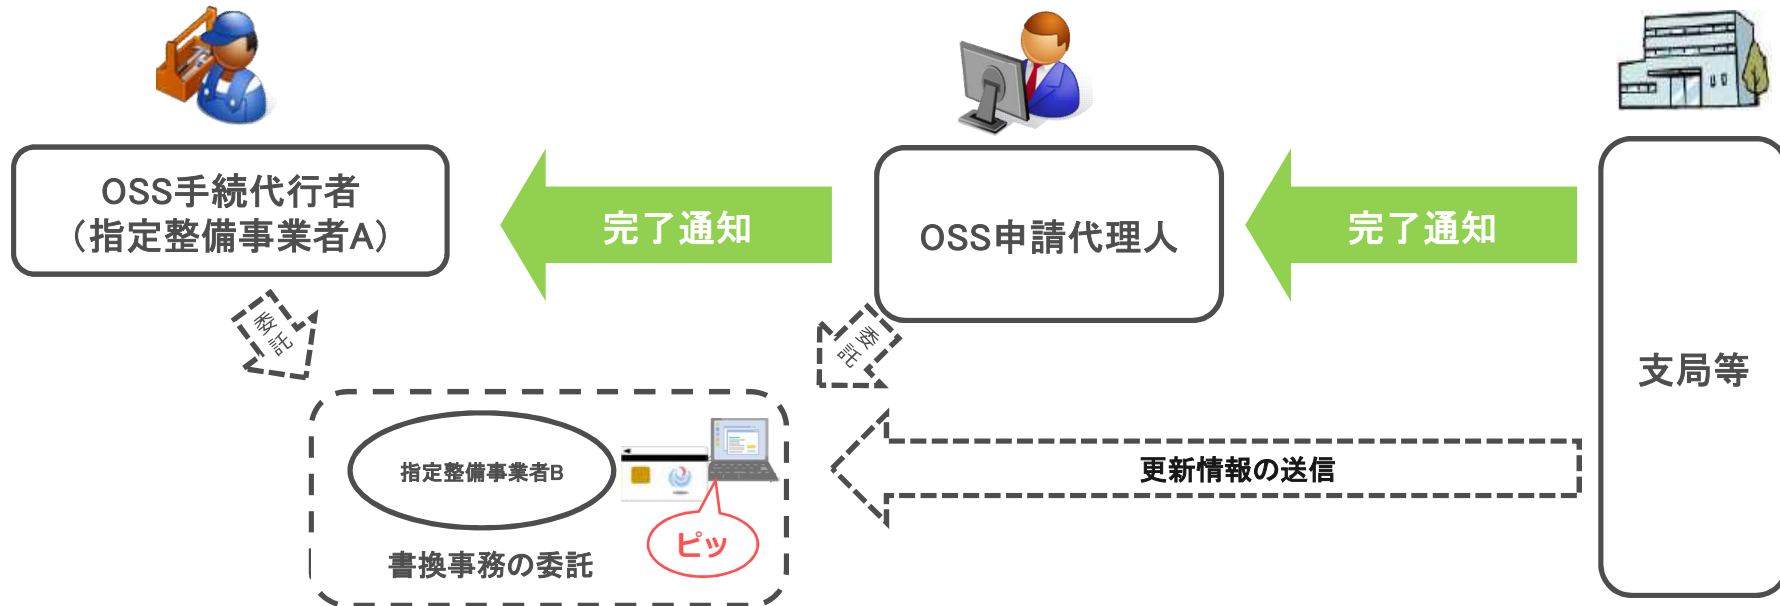 OSS手続代行者
（指定整備事業者A）
完了通知
OSS申請代理人
完了通知
支局等
委託
委託
指定整備事業者B
ピッ
書換事務の委託
更新情報の送信